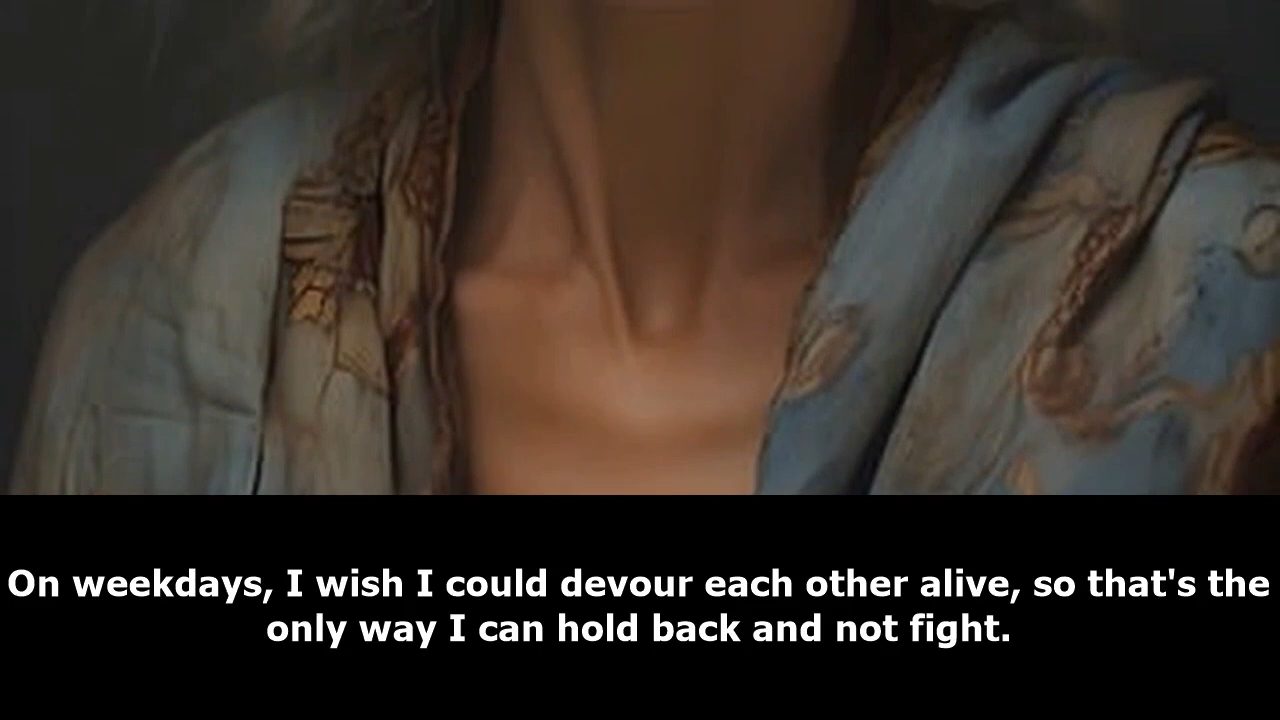 On weekdays, I wish I could devour each other alive, so that's the
only way I can hold back and not fight.